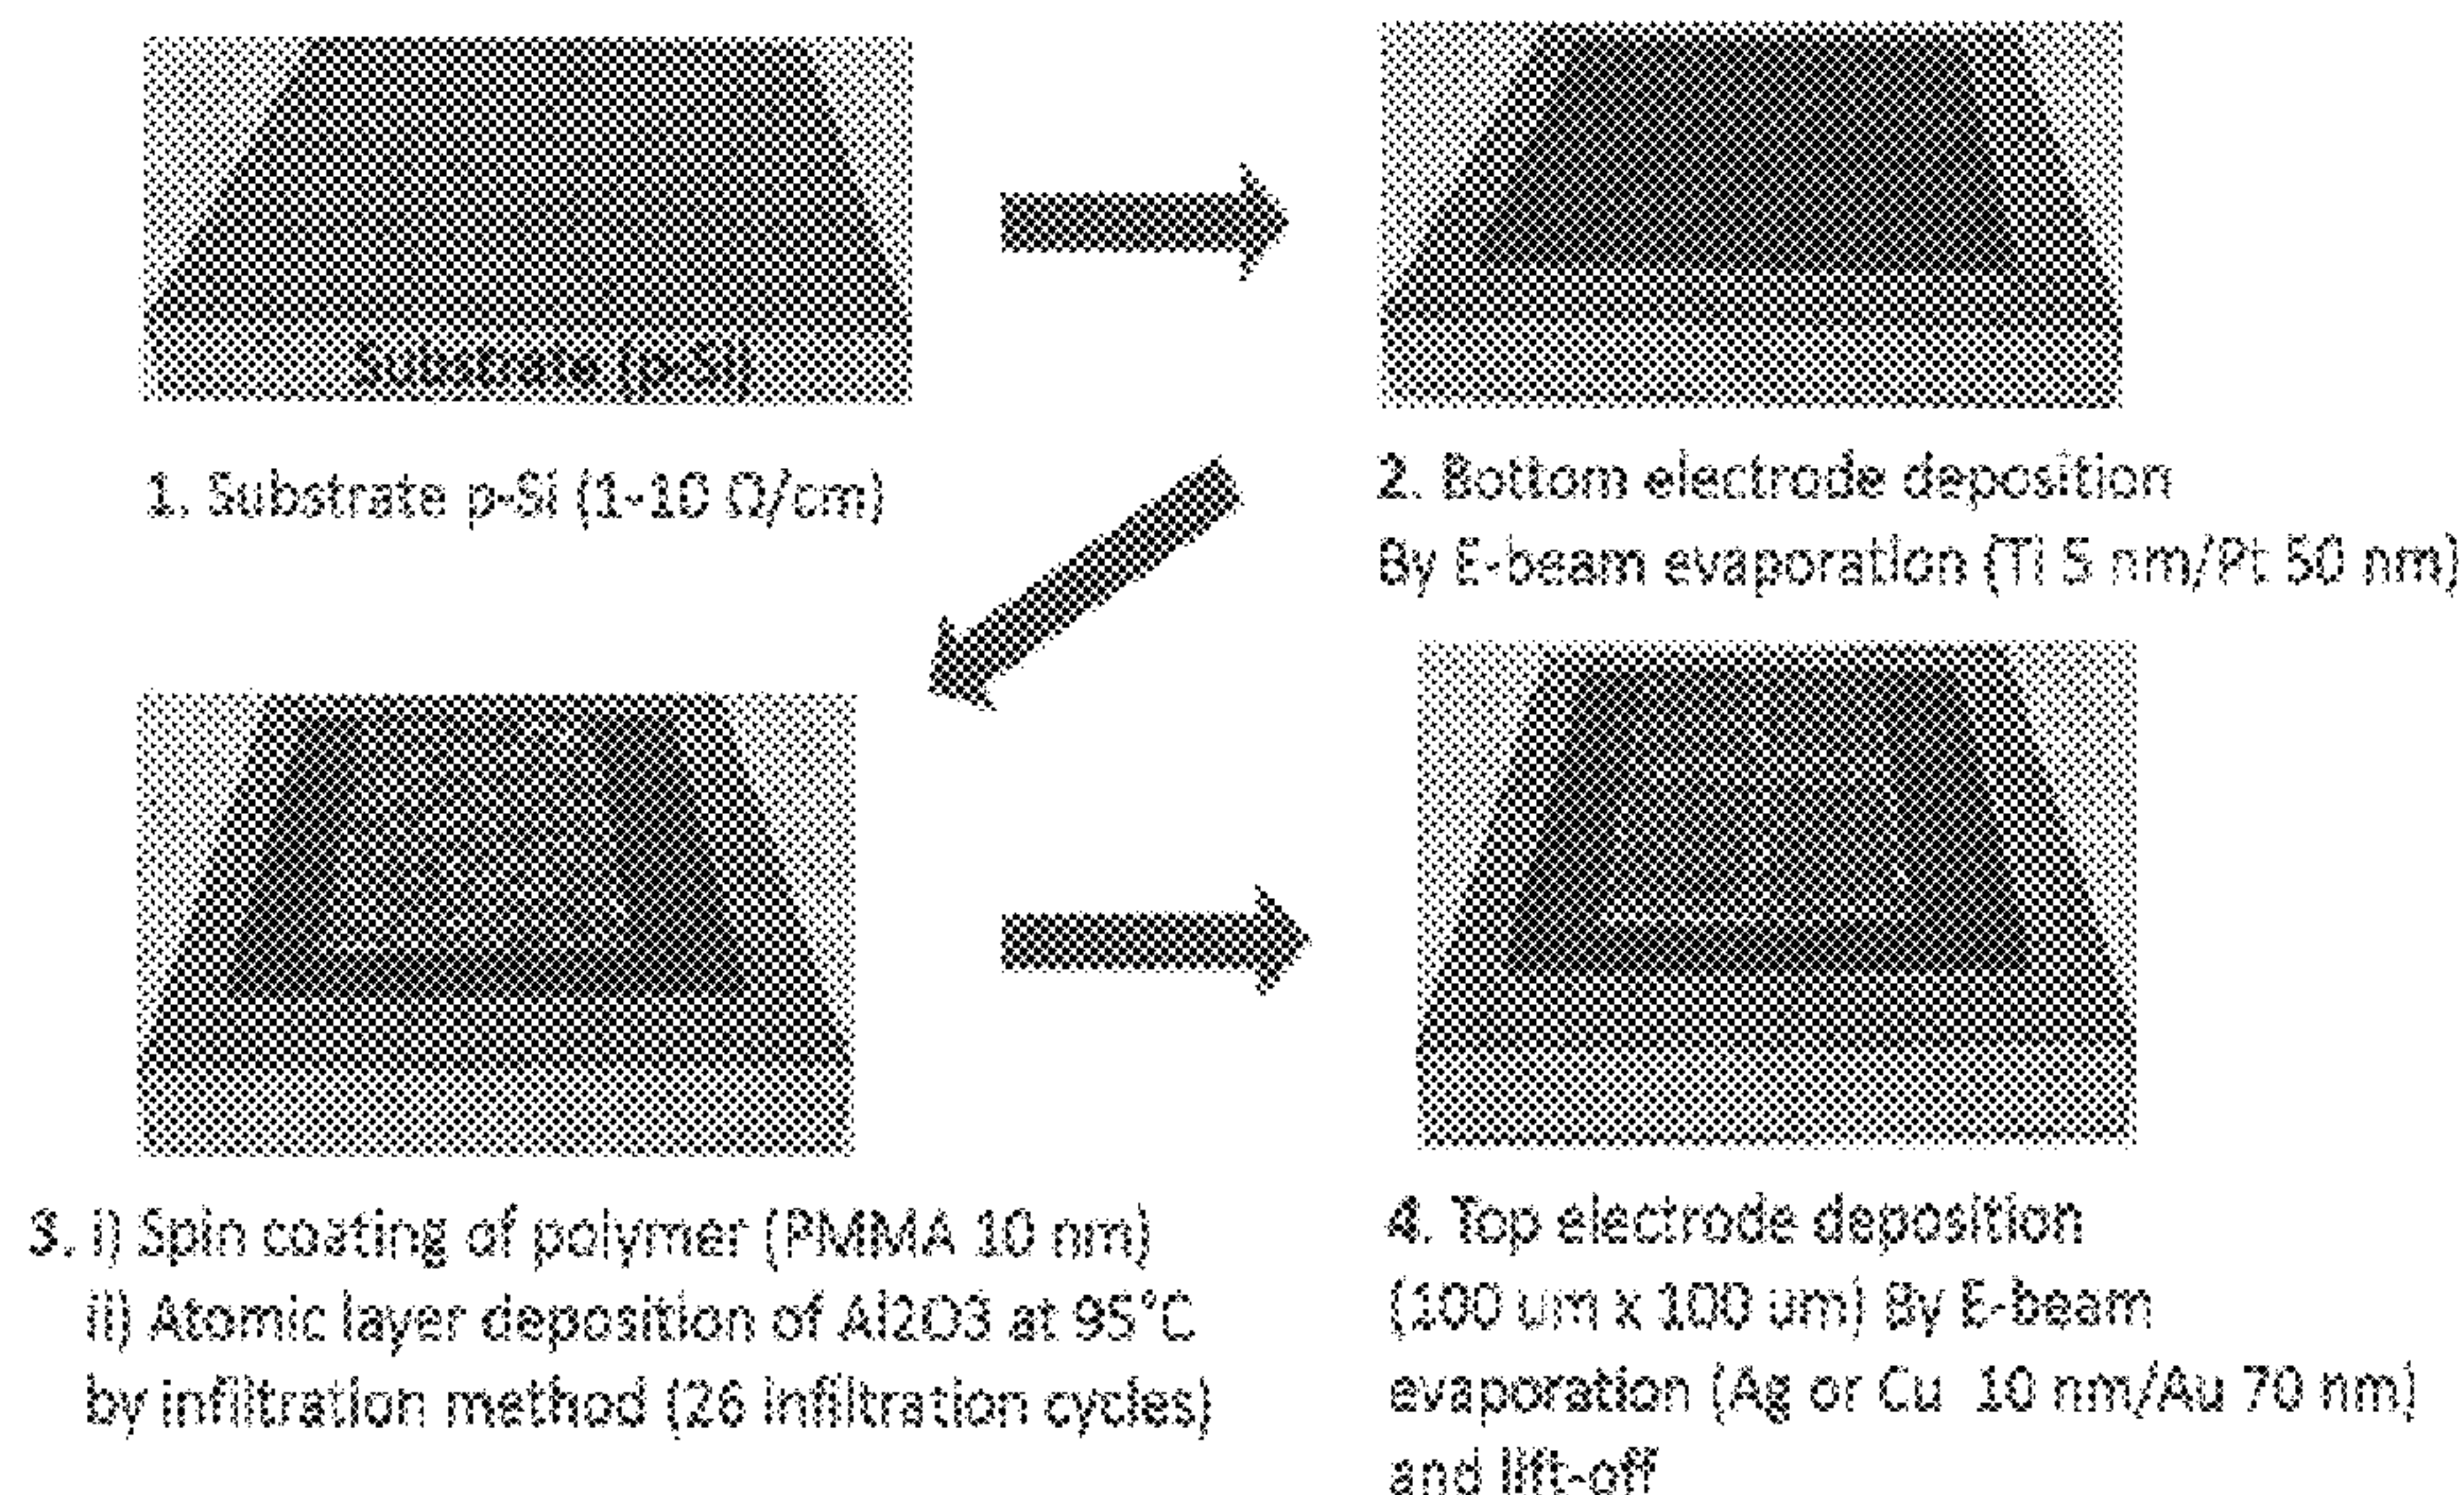 Substrate (p-Si)
1. Substrate p-Si (1-10 Ω/cm)
2. Bottom electrode deposition
By E-beam evaporation (Ti 5 nm/Pt 50 nm)
3. i) Spin coating of polymer (PMMA 10 nm)
ii) Atomic layer deposition of Al2O3 at 95°C
by infiltration method (26 infiltration cycles)
4. Top electrode deposition
(100 um x 100 um) By E-beam
evaporation (Ag or Cu 10 nm/Au 70 nm)
and lift-off